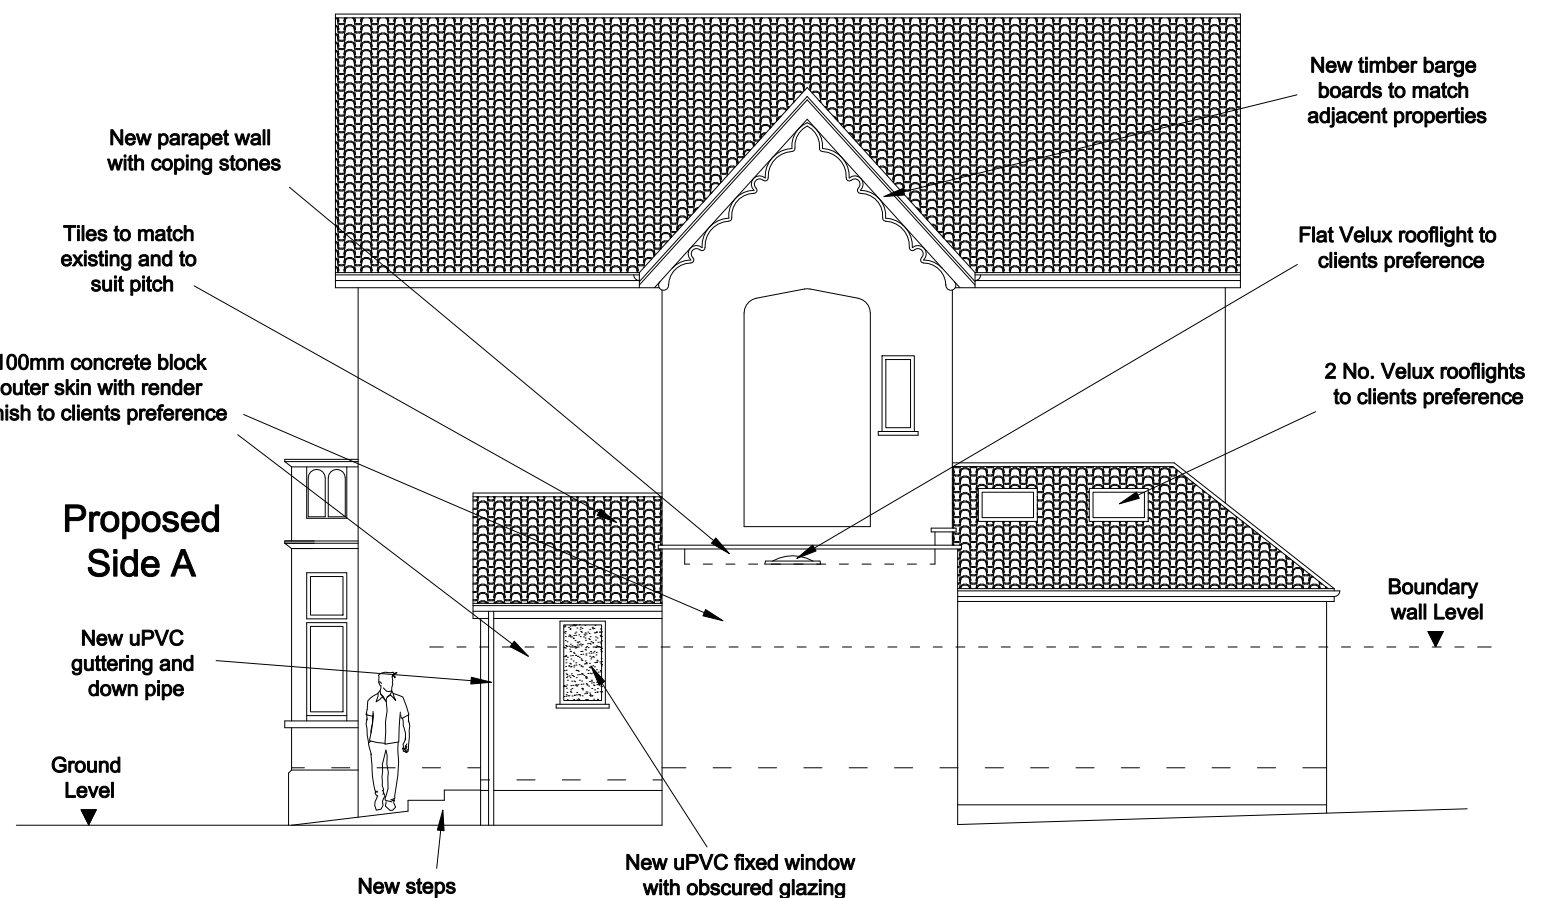 New timber barge
boards to match
adjacent properties
New parapet wall
with coping stones
Tiles to match
existing and to
suit pitch
Flat Velux rooflight to
clients preference
100mm concrete block
outer skin with render
to clients preference
2 No. Velux rooflights
to clients preference
Proposed
Side A
Boundary
wall Level
New uPVC
guttering and
down pipe
Ground
Level
New steps
New uPVC fixed window
with obscured glazing